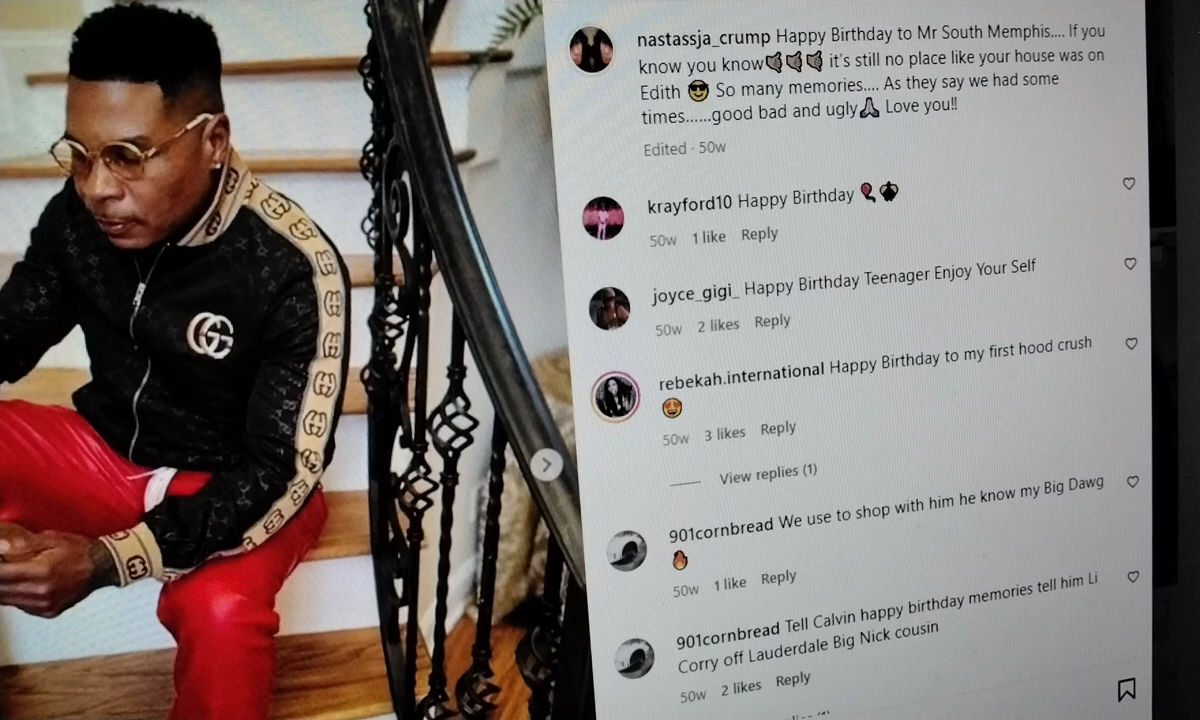 nastassja_crump Happy Birthday to Mr South Memphis.... If you
know you know🤏🏿🤏🏿🤏🏿 it's still no place like your house was on
Edith 😎 So many memories.... As they say we had some
times......good bad and ugly🙏🏿 Love you!!
Edited · 50w
krayford10 Happy Birthday 🎈
50w 1 like Reply
joyce_gigi_ Happy Birthday Teenager Enjoy Your Self
50w 2 likes Reply
rebekah.international Happy Birthday to my first hood crush
😍
50w 3 likes Reply
View replies (1)
901cornbread We use to shop with him he know my Big Dawg
🔥
50w 1 like Reply
901cornbread Tell Calvin happy birthday memories tell him Li
Corry off Lauderdale Big Nick cousin
50w 2 likes Reply
GG